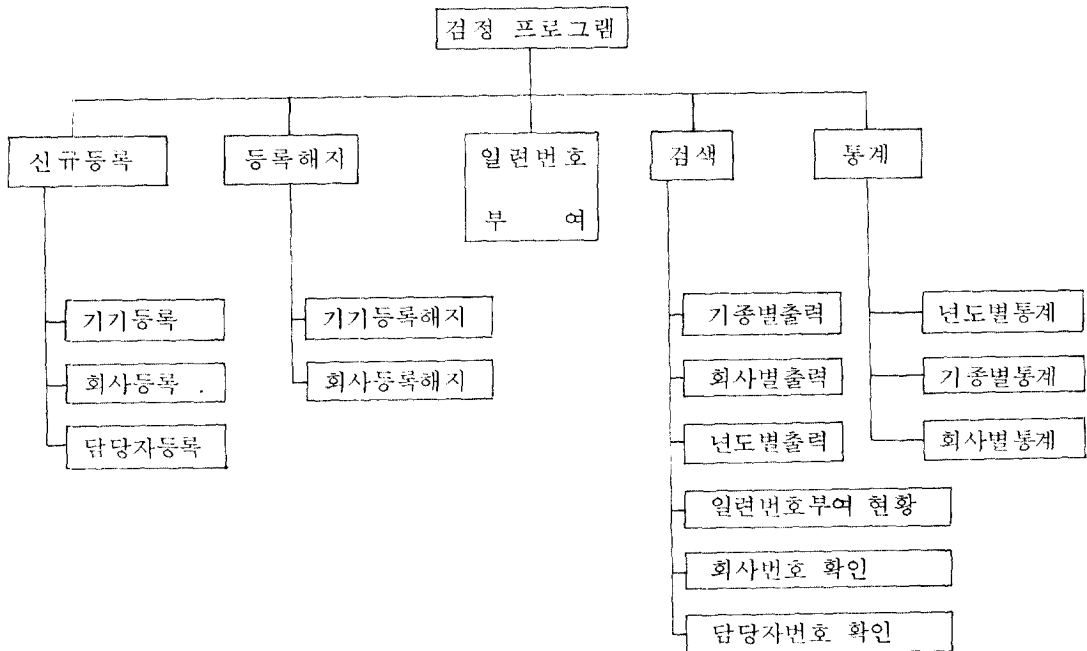 검정 프로그램
신규등록
등록해지
일련번호
부 여
검색
통계
기기등록
회사등록 .
담당자등록
기기등록해지
회사등록해지
기종별출력
회사별출력
년도별출력
일련번호부여 현황
회사번호 확인
담당자번호 확인
년도별통계
기종별통계
회사별통계